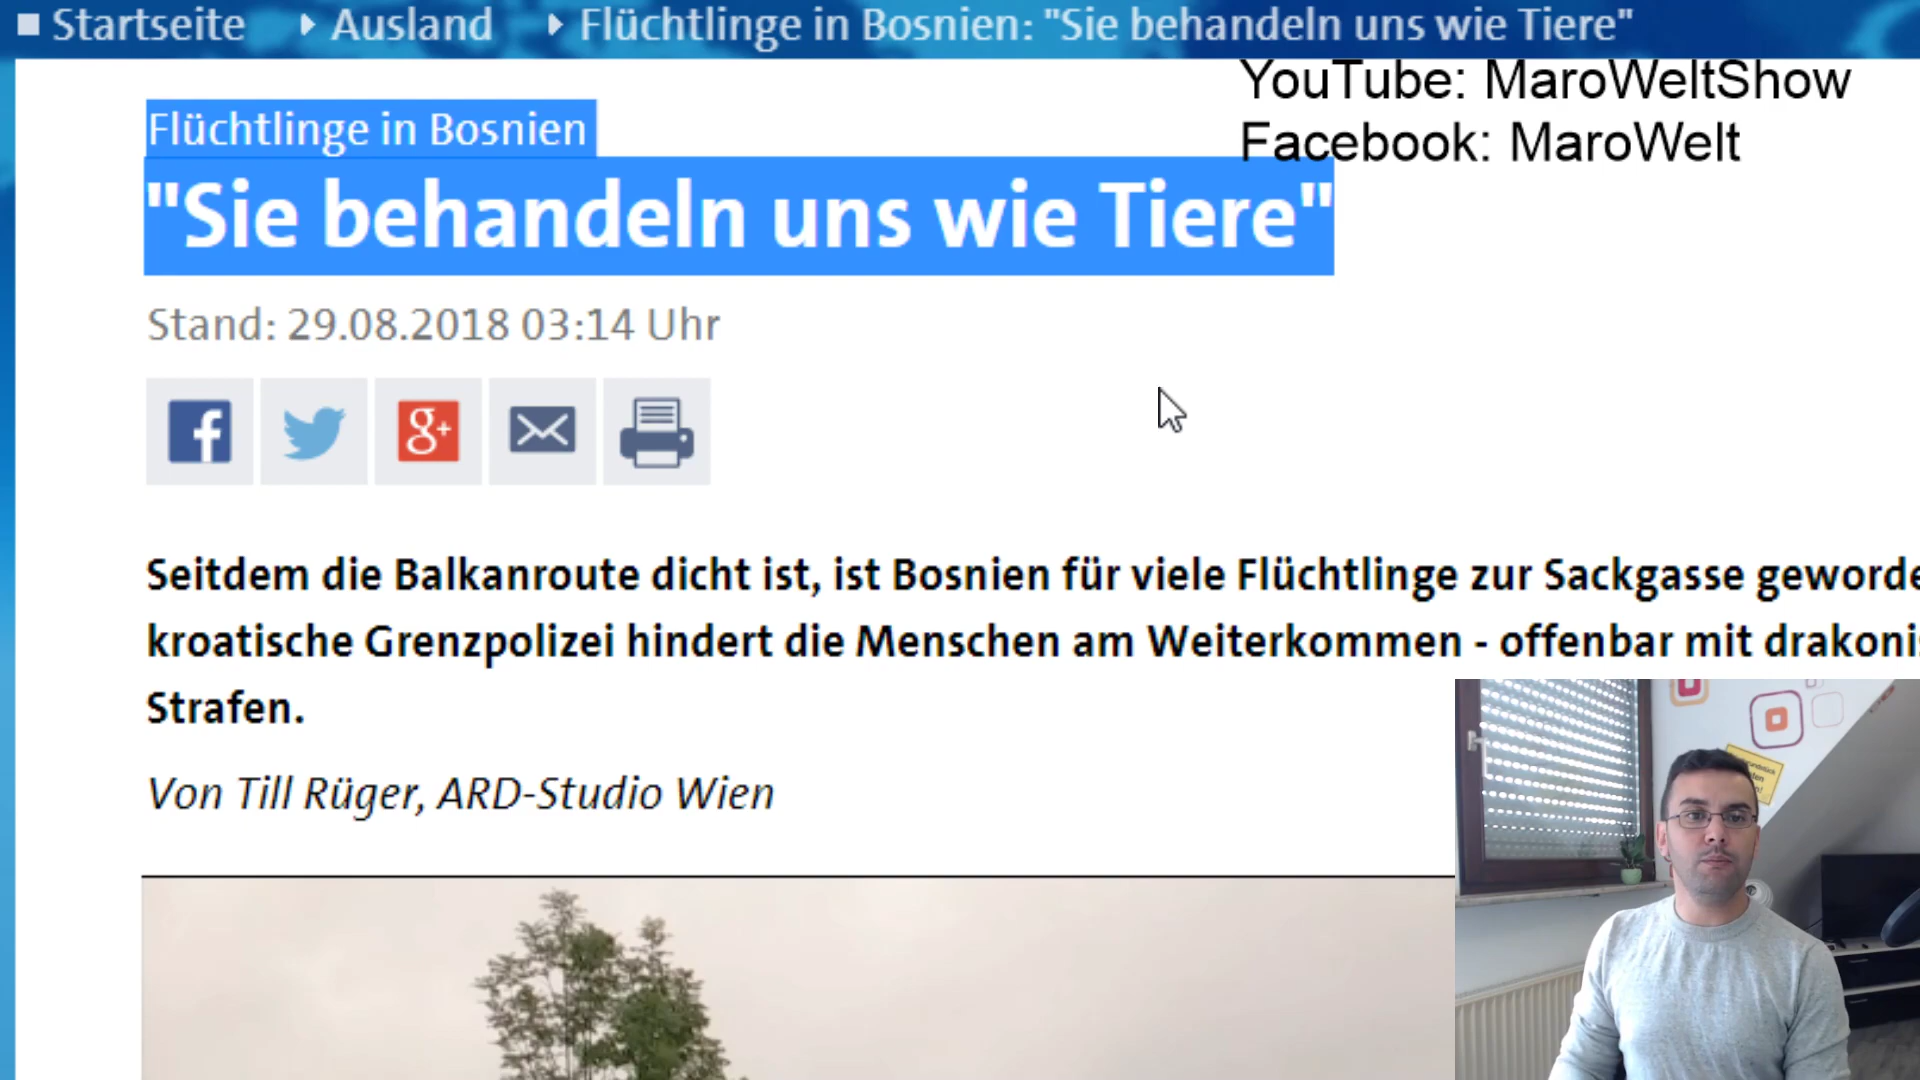 Startseite Ausland Flüchtlinge in Bosnien: "Sie behandeln uns wie Tiere"
YouTube: MaroWeltShow
Facebook: MaroWelt
Flüchtlinge in Bosnien
"Sie behandeln uns wie Tiere"
Stand: 29.08.2018 03:14 Uhr
Seitdem die Balkanroute dicht ist, ist Bosnien für viele Flüchtlinge zur Sackgasse geworde
kroatische Grenzpolizei hindert die Menschen am Weiterkommen - offenbar mit drakonis
Strafen.
Von Till Rüger, ARD-Studio Wien